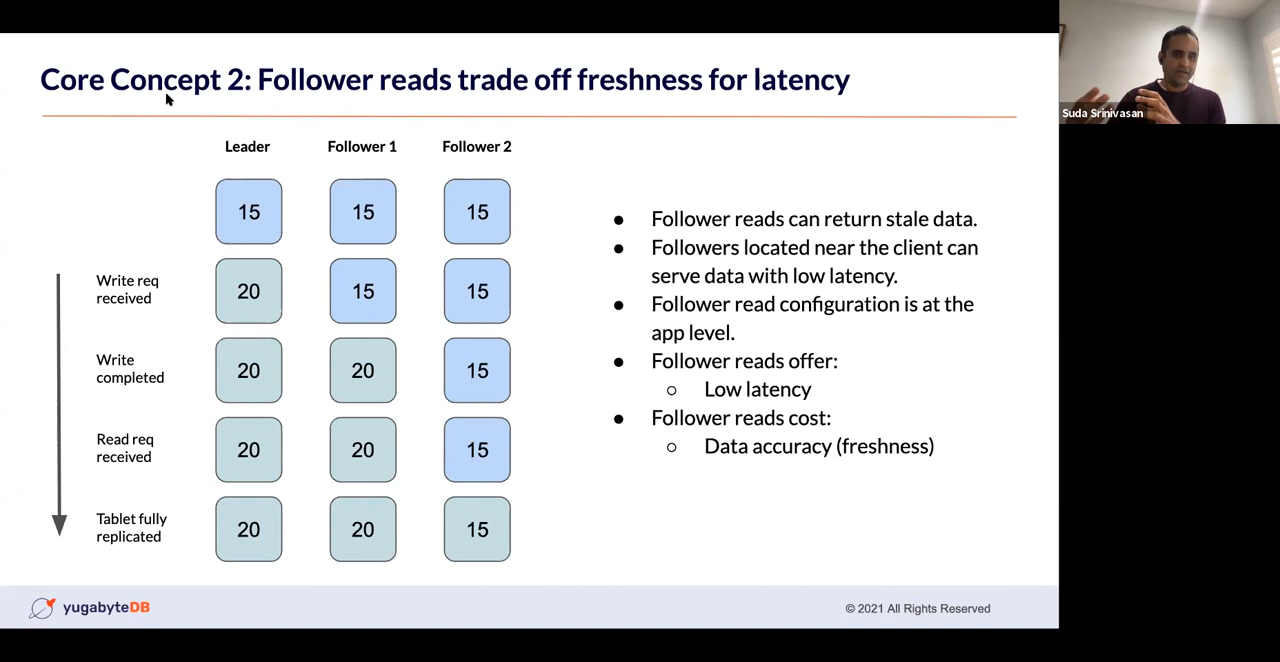 Core Concept 2: Follower reads trade off freshness for latency
Suda Srinivasan
Leader Follower 1 Follower 2
15 15 15
Write req
received
20 15 15
Write
completed
20 20 15
Read req
received
20 20 15
Tablet fully
replicated
20 20 15
● Follower reads can return stale data.
● Followers located near the client can
serve data with low latency.
● Follower read configuration is at the
app level.
● Follower reads offer:
○ Low latency
● Follower reads cost:
○ Data accuracy (freshness)
yugabyteDB
© 2021 All Rights Reserved